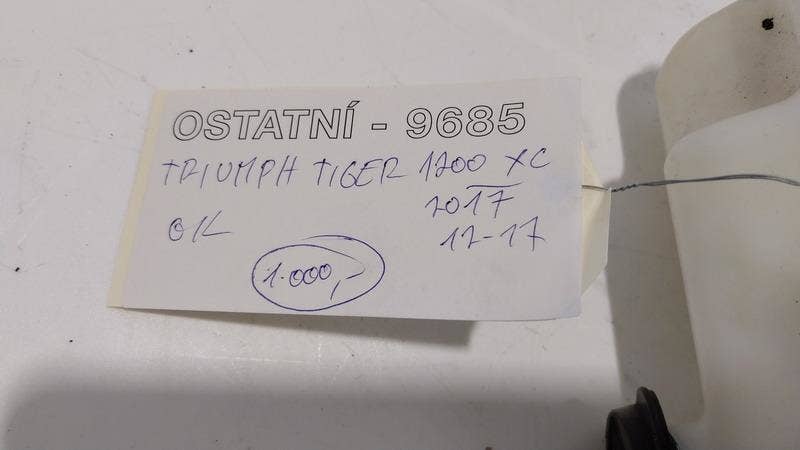 OSTATNÍ - 9685
TRIUMPH TIGER 1200 XC
2017
OK
12-17
1.000,-